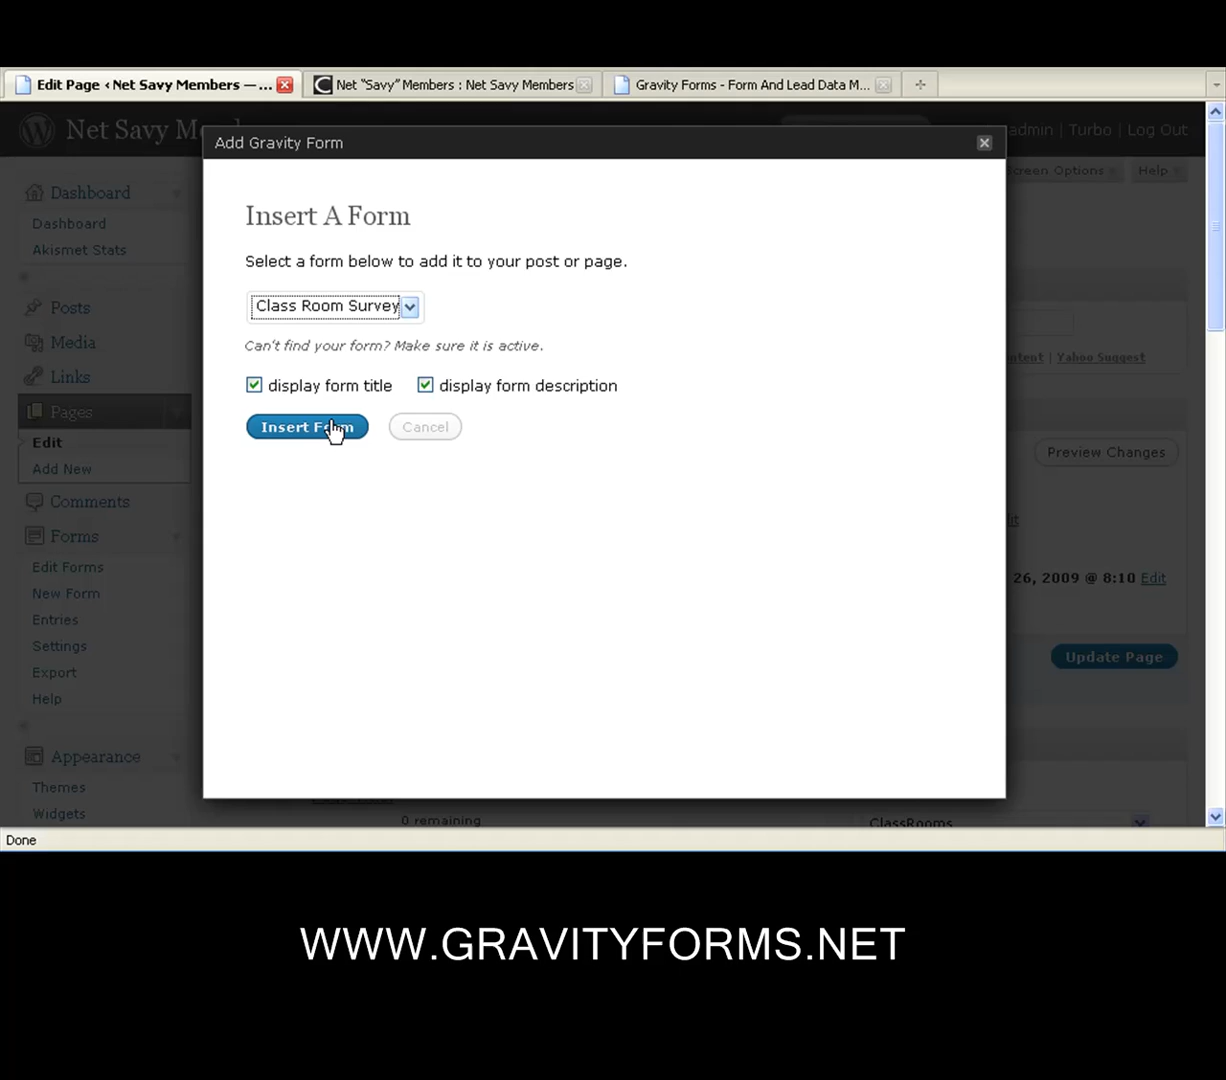 Edit Page ‹ Net Savy Members — ...
Net "Savy" Members : Net Savy Members
Gravity Forms - Form And Lead Data M...
Net Savy M
admin | Turbo | Log Out
Add Gravity Form
Screen Options
Help
Dashboard
Dashboard
Akismet Stats
Posts
Media
Links
Pages
Edit
Add New
Comments
Forms
Edit Forms
New Form
Entries
Settings
Export
Help
Appearance
Themes
Widgets
Insert A Form
Select a form below to add it to your post or page.
Class Room Survey
Can't find your form? Make sure it is active.
display form title
display form description
Insert Form
Cancel
Yahoo Suggest
Preview Changes
26, 2009 @ 8:10 Edit
Update Page
0 remaining
ClassRooms
Done
WWW.GRAVITYFORMS.NET